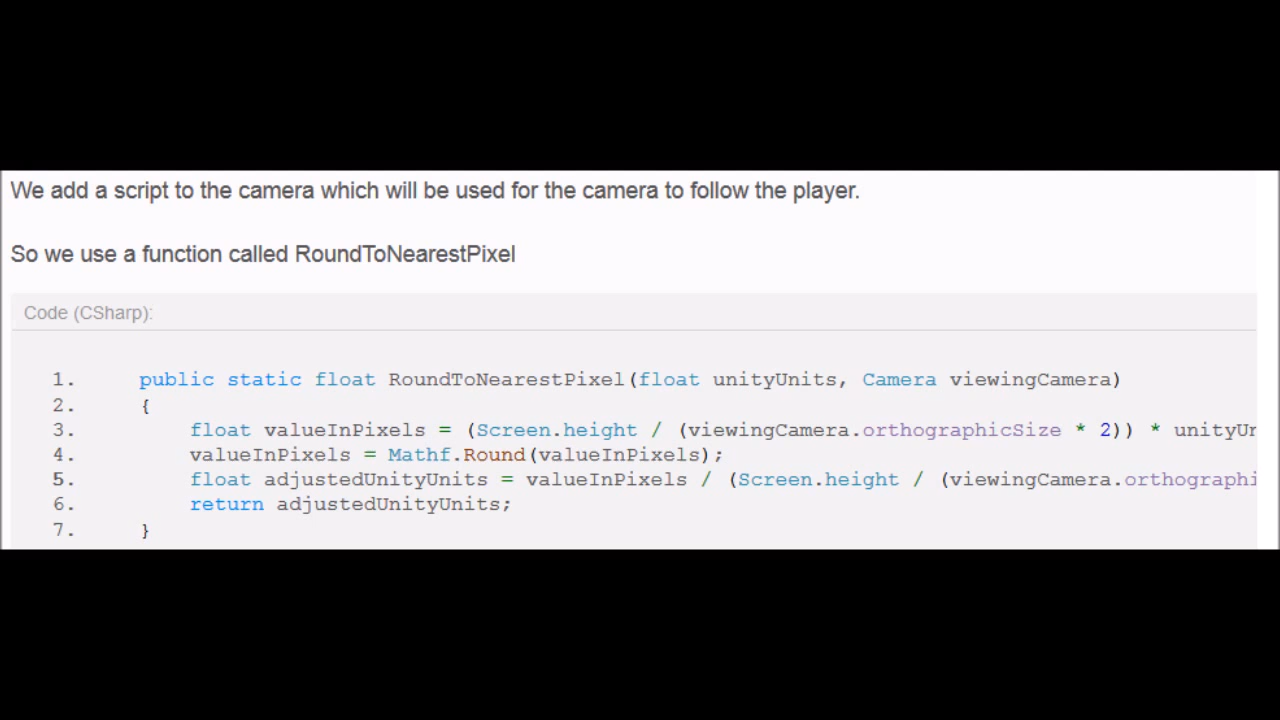 We add a script to the camera which will be used for the camera to follow the player.
So we use a function called RoundToNearestPixel
Code (CSharp):
1. public static float RoundToNearestPixel(float unityUnits, Camera viewingCamera)
2. {
3. float valueInPixels = (Screen.height / (viewingCamera.orthographicSize * 2)) * unityUn
4. valueInPixels = Mathf.Round(valueInPixels);
5. float adjustedUnityUnits = valueInPixels / (Screen.height / (viewingCamera.orthographi
6. return adjustedUnityUnits;
7. }